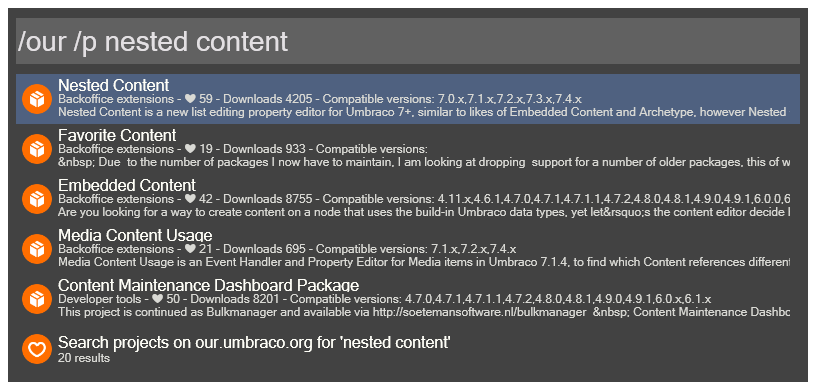 /our /p nested content
Nested Content
Backoffice extensions - ♥ 59 - Downloads 4205 - Compatible versions: 7.0.x,7.1.x,7.2.x,7.3.x,7.4.x
Nested Content is a new list editing property editor for Umbraco 7+, similar to likes of Embedded Content and Archetype, however Nested
Favorite Content
Backoffice extensions - ♥ 19 - Downloads 933 - Compatible versions:
&nbsp; Due  to the number of packages I now have to maintain, I am looking at dropping  support for a number of older packages, this of w
Embedded Content
Backoffice extensions - ♥ 42 - Downloads 8755 - Compatible versions: 4.11.x,4.6.1,4.7.0,4.7.1,4.7.1.1,4.7.2,4.8.0,4.8.1,4.9.0,4.9.1,6.0.0,6
Are you looking for a way to create content on a node that uses the build-in Umbraco data types, yet let&rsquo;s the content editor decide
Media Content Usage
Backoffice extensions - ♥ 21 - Downloads 695 - Compatible versions: 7.1.x,7.2.x,7.4.x
Media Content Usage is an Event Handler and Property Editor for Media items in Umbraco 7.1.4, to find which Content references different
Content Maintenance Dashboard Package
Developer tools - ♥ 50 - Downloads 8201 - Compatible versions: 4.7.0,4.7.1,4.7.1.1,4.7.2,4.8.0,4.8.1,4.9.0,4.9.1,6.0.x,6.1.x
This project is continued as Bulkmanager and available via http://soetemansoftware.nl/bulkmanager  &nbsp; Content Maintenance Dashbo
Search projects on our.umbraco.org for 'nested content'
20 results